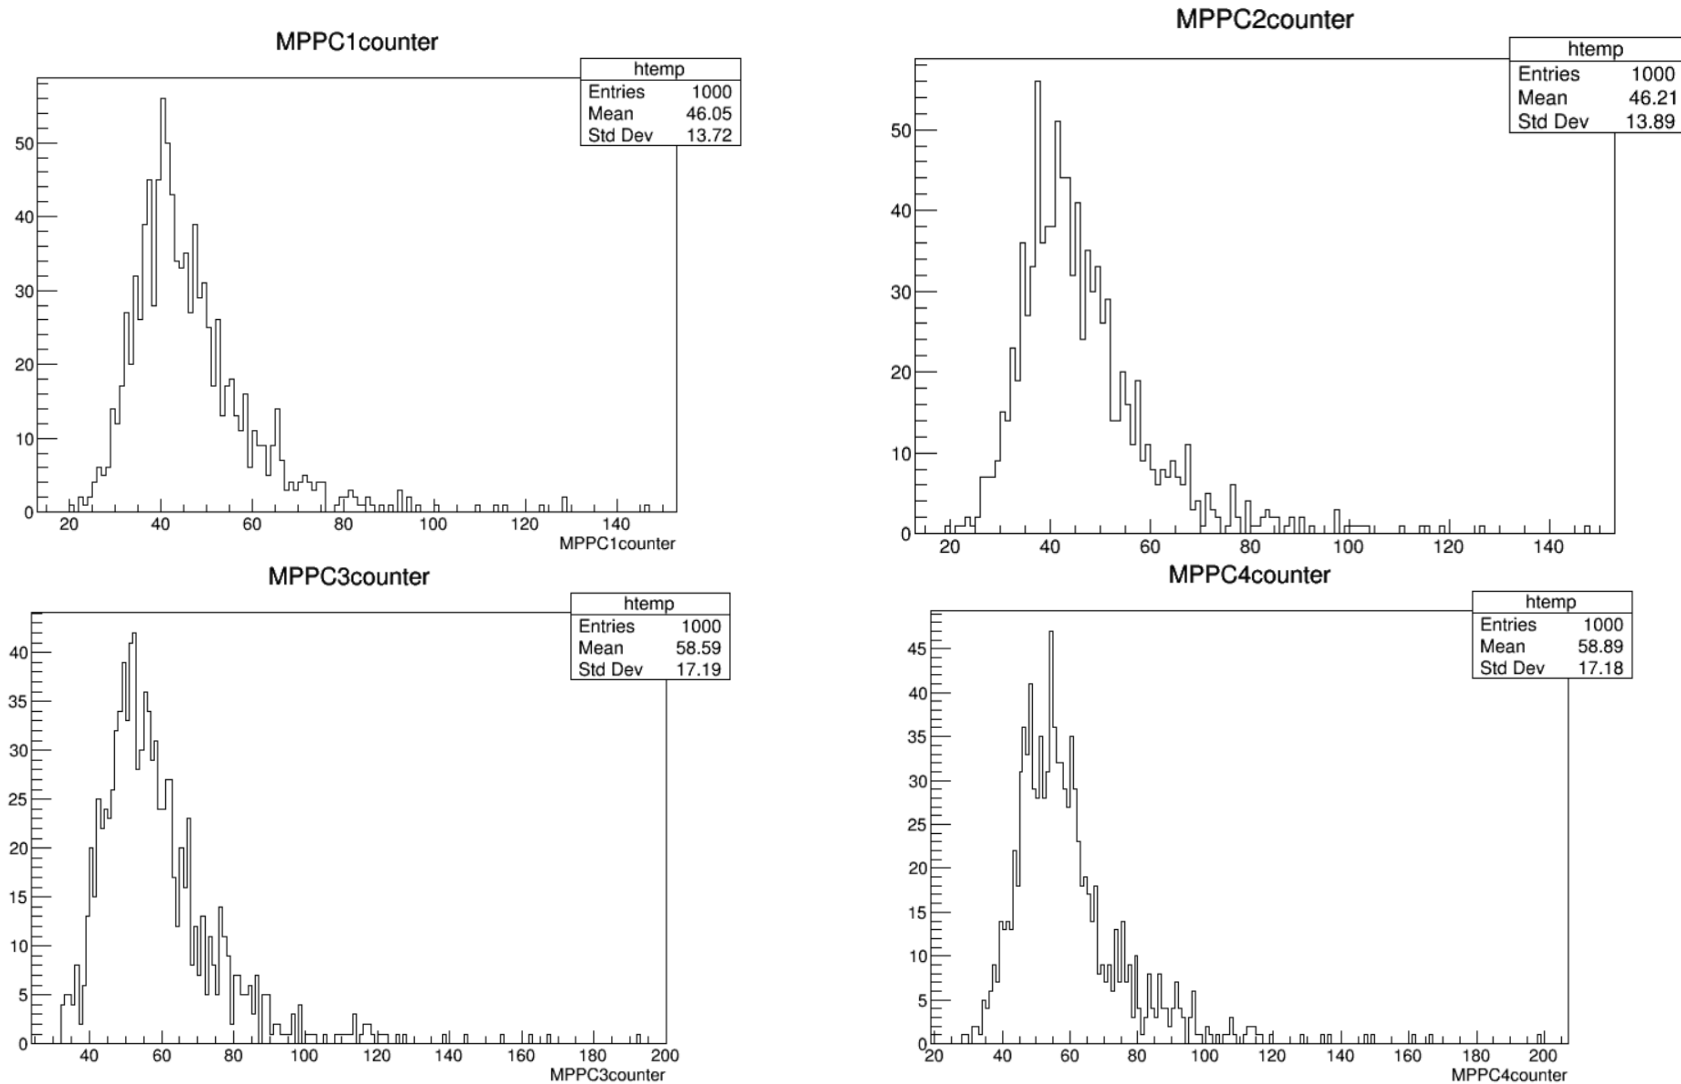 MPPC1counter
htemp
Entries 1000
Mean 46.05
Std Dev 13.72
50
40
30
20
10
0
20 40 60 80 100 120 140
MPPC1counter
MPPC2counter
htemp
Entries 1000
Mean 46.21
Std Dev 13.89
50
40
30
20
10
0
20 40 60 80 100 120 140
MPPC3counter
htemp
Entries 1000
Mean 58.59
Std Dev 17.19
40
35
30
25
20
15
10
5
0
40 60 80 100 120 140 160 180 200
MPPC3counter
MPPC4counter
htemp
Entries 1000
Mean 58.89
Std Dev 17.18
45
40
35
30
25
20
15
10
5
0
20 40 60 80 100 120 140 160 180 200
MPPC4counter